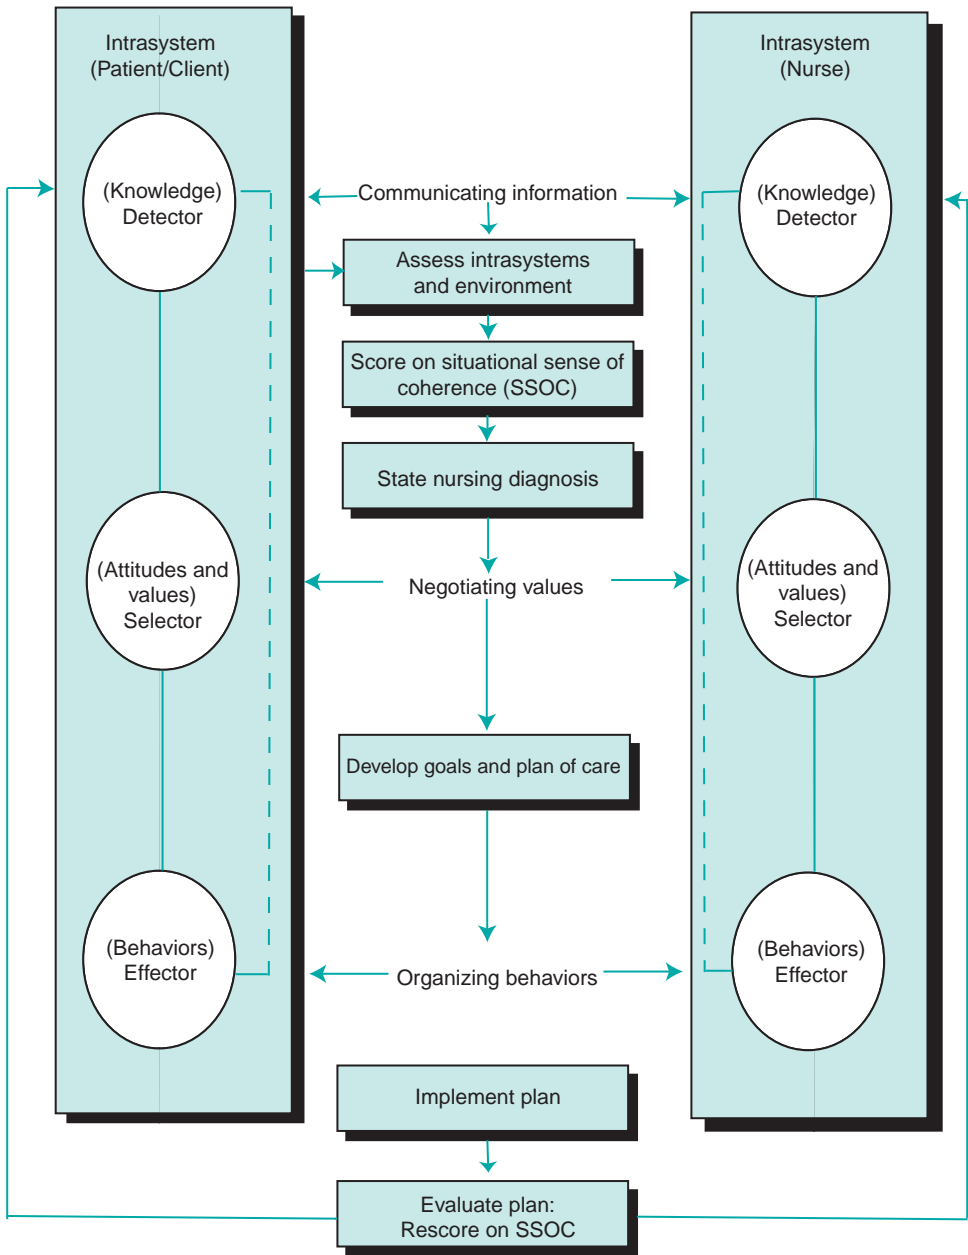 Intrasystem
(Patient/Client)
(Knowledge)
Detector
(Attitudes and
values)
Selector
(Behaviors)
Effector
Communicating information
Assess intrasystems
and environment
Score on situational sense of
coherence (SSOC)
State nursing diagnosis
Negotiating values
Develop goals and plan of care
Organizing behaviors
Implement plan
Evaluate plan:
Rescore on SSOC
Intrasystem
(Nurse)
(Knowledge)
Detector
(Attitudes and
values)
Selector
(Behaviors)
Effector